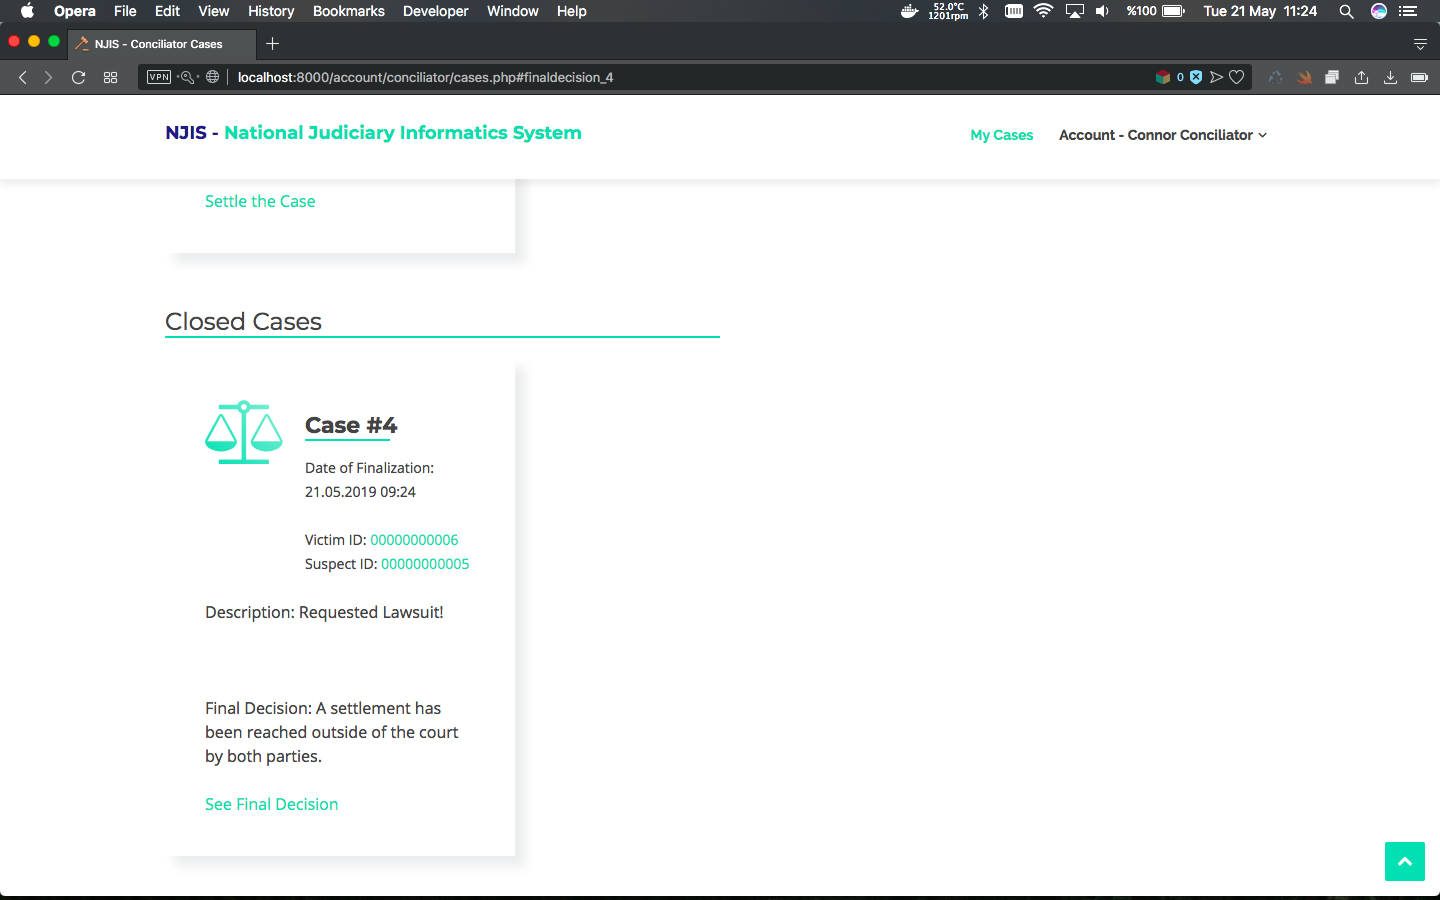 Opera File Edit View History Bookmarks Developer Window Help 52.0°C 1201rpm %100 Tue 21 May 11:24
NJIS - Conciliator Cases
VPN localhost:8000/account/conciliator/cases.php#finaldecision_4 0
NJIS - National Judiciary Informatics System
My Cases
Account - Connor Conciliator
Settle the Case
Closed Cases
Case #4
Date of Finalization:
21.05.2019 09:24
Victim ID: 00000000006
Suspect ID: 00000000005
Description: Requested Lawsuit!
Final Decision: A settlement has
been reached outside of the court
by both parties.
See Final Decision